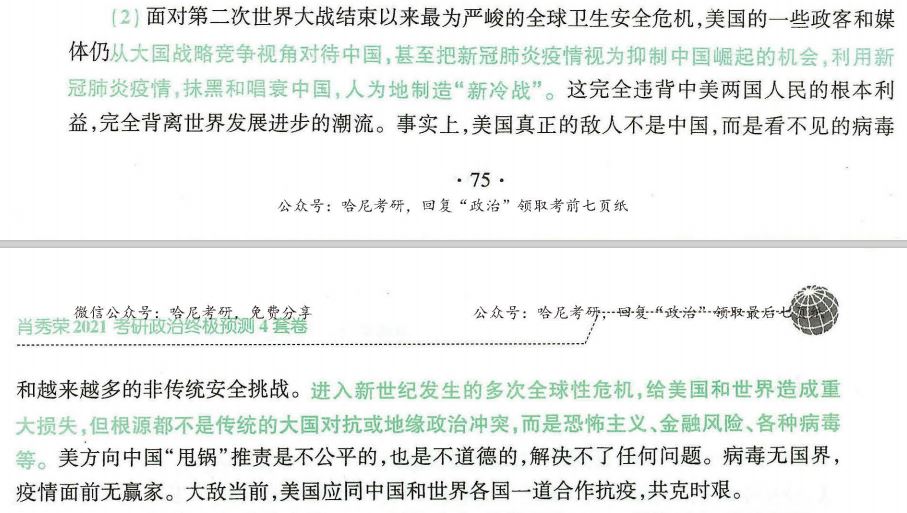 (2)面对第二次世界大战结束以来最为严峻的全球卫生安全危机,美国的一些政客和媒
体仍从大国战略竞争视角对待中国,甚至把新冠肺炎疫情视为抑制中国崛起的机会,利用新
冠肺炎疫情,抹黑和唱衰中国,人为地制造“新冷战”。这完全违背中美两国人民的根本利
益,完全背离世界发展进步的潮流。事实上,美国真正的敌人不是中国,而是看不见的病毒
·75·
公众号:哈尼考研,回复“政治”领取考前七页纸
微信公众号:哈尼考研,免费分享
公众号:哈尼考研,回复“政治”领取最后七页纸
肖秀荣2021考研政治终极预测4套卷
和越来越多的非传统安全挑战。进入新世纪发生的多次全球性危机,给美国和世界造成重
大损失,但根源都不是传统的大国对抗或地缘政治冲突,而是恐怖主义、金融风险、各种病毒
等。美方向中国“甩锅”推责是不公平的,也是不道德的,解决不了任何问题。病毒无国界,
疫情面前无赢家。大敌当前,美国应同中国和世界各国一道合作抗疫,共克时艰。